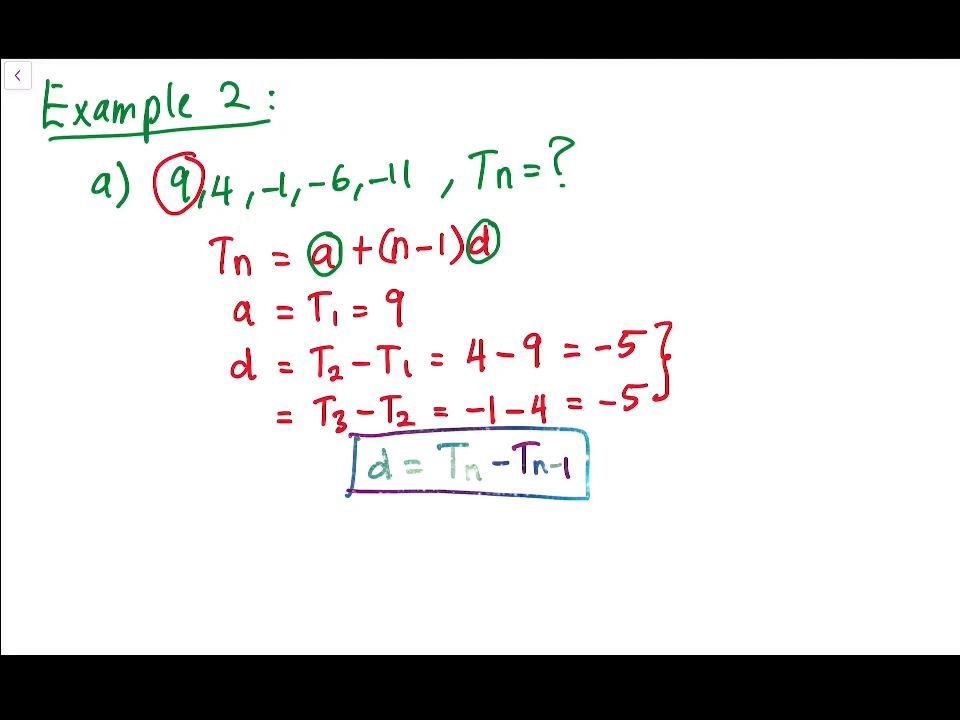 Example 2:
a) 9, 4, -1, -6, -11, Tn = ?
Tn = a + (n-1)d
a = T₁ = 9
d = T₂ - T₁ = 4 - 9 = -5 }
= T₃ - T₂ = -1 - 4 = -5
d = Tn - Tn-1